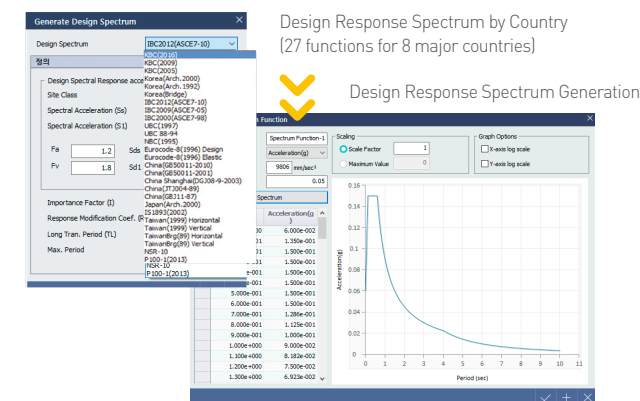 Generate Design Spectrum
Design Spectrum
IBC2012(ASCE7-10)
KBC(2016)
KBC(2009)
KBC(2005)
Korea(Arch.2000)
Korea(Arch.1992)
Korea(Bridge)
IBC2012(ASCE7-10)
IBC2009(ASCE7-05)
IBC2000(ASCE7-98)
UBC(1997)
UBC 88-94
NBC(1995)
Eurocode-8(1996) Design
Eurocode-8(1996) Elastic
China(GB50011-2010)
China(GB50011-2001)
China Shanghai(DGJ08-9-2003)
China(JTJ004-89)
China(GBJ11-87)
Japan(Arch.2000)
IS1893(2002)
Taiwan(1999) Horizontal
Taiwan(1999) Vertical
TaiwanBrg(89) Horizontal
TaiwanBrg(89) Vertical
NSR-10
P100-1(2013)
NSR-10
P100-1(2013)
정의
Design Spectral Response acce
Site Class
Spectral Acceleration (Ss)
Spectral Acceleration (S1)
Fa 1.2 Sds
Fv 1.8 Sd1
Importance Factor (I)
Response Modification Coef. (R
Long Tran. Period (TL)
Max. Period
Design Response Spectrum by Country
(27 functions for 8 major countries)
Design Response Spectrum Generation
Function
Spectrum Function-1
Acceleration(g)
9806 mm/sec²
0.05
Spectrum
Scaling
Scale Factor 1
Maximum Value 0
Graph Options
X-axis log scale
Y-axis log scale
Acceleration(g
)
6.000e-002
1.350e-001
1.500e-001
1.500e-001
1.500e-001
1.500e-001
5.000e-001 1.500e-001
6.000e-001 1.500e-001
7.000e-001 1.286e-001
8.000e-001 1.125e-001
9.000e-001 1.000e-001
1.000e+000 9.000e-002
1.100e+000 8.182e-002
1.200e+000 7.500e-002
1.300e+000 6.923e-002
Acceleration(g)
0.16
0.14
0.12
0.1
0.08
0.06
0.04
0.02
0
0 1 2 3 4 5 6 7 8 9 10 11
Period (sec)